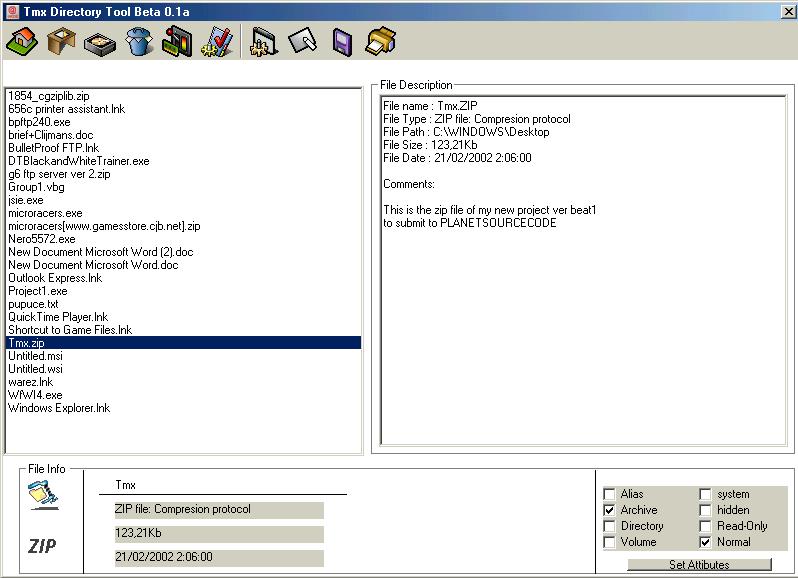 Tmx Directory Tool Beta 0.1a
1854_cgziplib.zip
656c printer assistant.lnk
bpftp240.exe
brief+Clijmans.doc
BulletProof FTP.lnk
DTBlackandWhiteTrainer.exe
g6 ftp server ver 2.zip
Group1.vbg
jsie.exe
microracers.exe
microracers[www.gamesstore.cjb.net].zip
Nero5572.exe
New Document Microsoft Word (2).doc
New Document Microsoft Word.doc
Outlook Express.lnk
Project1.exe
pupuce.txt
QuickTime Player.lnk
Shortcut to Game Files.lnk
Tmx.zip
Untitled.msi
Untitled.wsi
warez.lnk
WfWI4.exe
Windows Explorer.lnk
File Description
File name : Tmx.ZIP
File Type : ZIP file: Compresion protocol
File Path : C:\WINDOWS\Desktop
File Size : 123,21Kb
File Date : 21/02/2002 2:06:00
Comments:
This is the zip file of my new project ver beat1
to submit to PLANETSOURCECODE
File Info
ZIP
Tmx
ZIP file: Compresion protocol
123,21Kb
21/02/2002 2:06:00
Alias
system
Archive
hidden
Directory
Read-Only
Volume
Normal
Set Attibutes